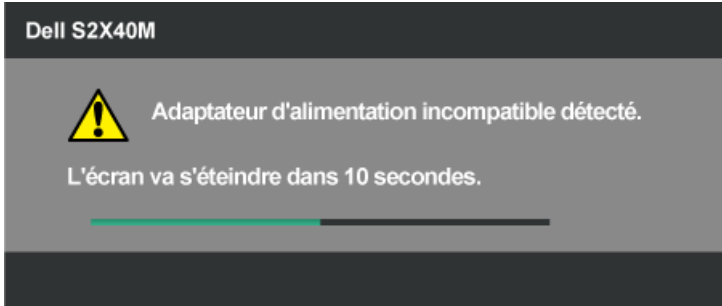 Dell S2X40M
Adaptateur d'alimentation incompatible détecté.
L'écran va s'éteindre dans 10 secondes.